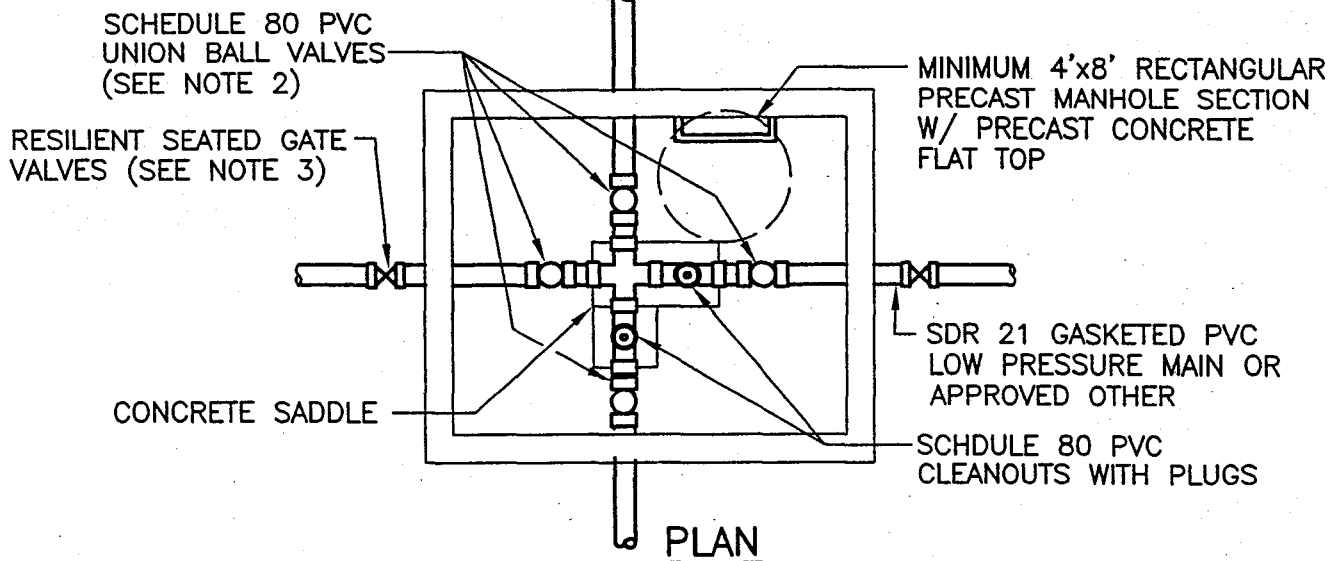 SCHEDULE 80 PVC
UNION BALL VALVES
(SEE NOTE 2)
RESILIENT SEATED GATE
VALVES (SEE NOTE 3)
CONCRETE SADDLE
MINIMUM 4'x8' RECTANGULAR
PRECAST MANHOLE SECTION
W/ PRECAST CONCRETE
FLAT TOP
SDR 21 GASKETED PVC
LOW PRESSURE MAIN OR
APPROVED OTHER
SCHDULE 80 PVC
CLEANOUTS WITH PLUGS
PLAN